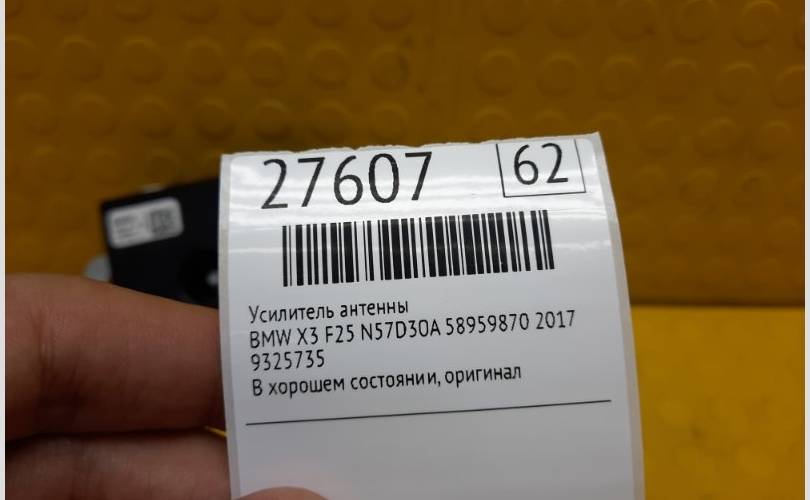 27607 62
Усилитель антенны
BMW X3 F25 N57D30A 58959870 2017
9325735
В хорошем состоянии, оригинал